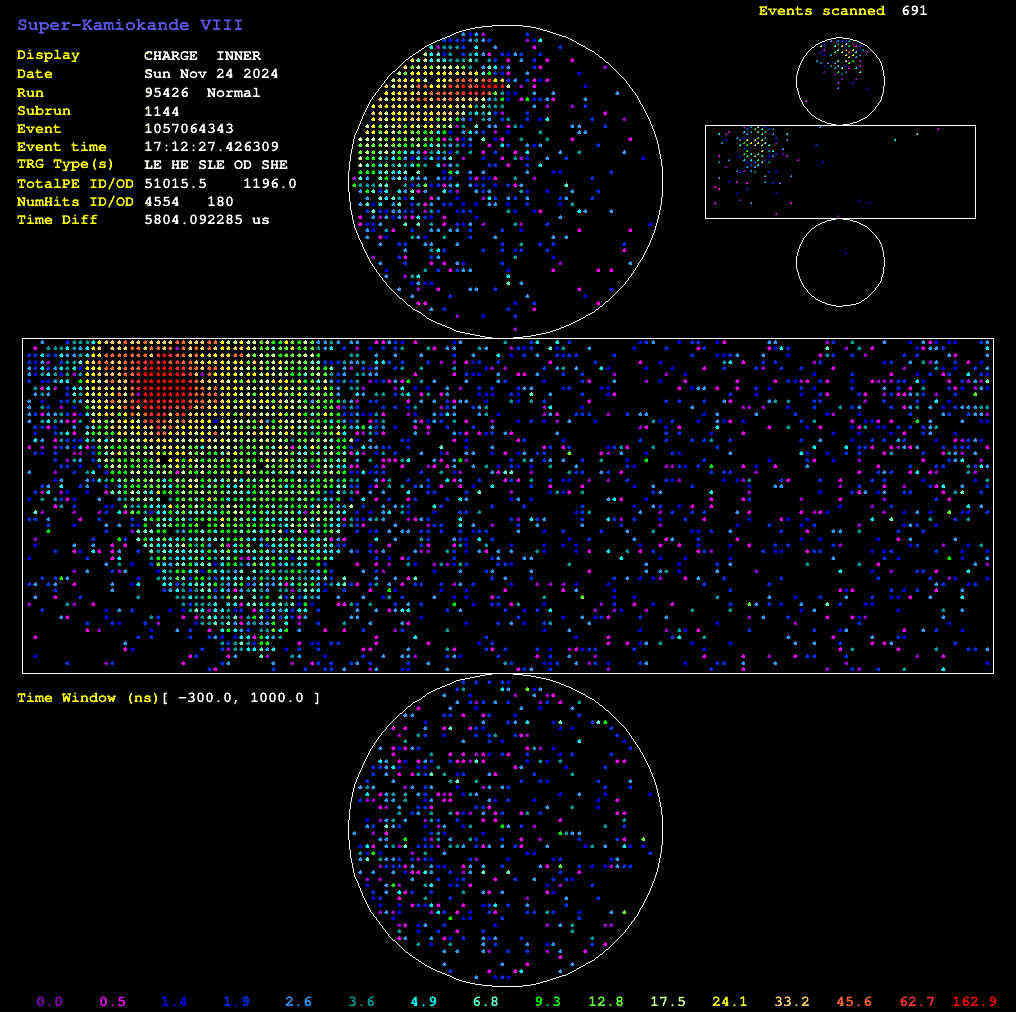 Super-Kamiokande VIII
Events scanned 691
Display CHARGE INNER
Date Sun Nov 24 2024
Run 95426 Normal
Subrun 1144
Event 1057064343
Event time 17:12:27.426309
TRG Type(s) LE HE SLE OD SHE
TotalPE ID/OD 51015.5 1196.0
NumHits ID/OD 4554 180
Time Diff 5804.092285 us
Time Window (ns)[ -300.0, 1000.0 ]
0.0 0.5 1.4 1.9 2.6 3.6 4.9 6.8 9.3 12.8 17.5 24.1 33.2 45.6 62.7 162.9